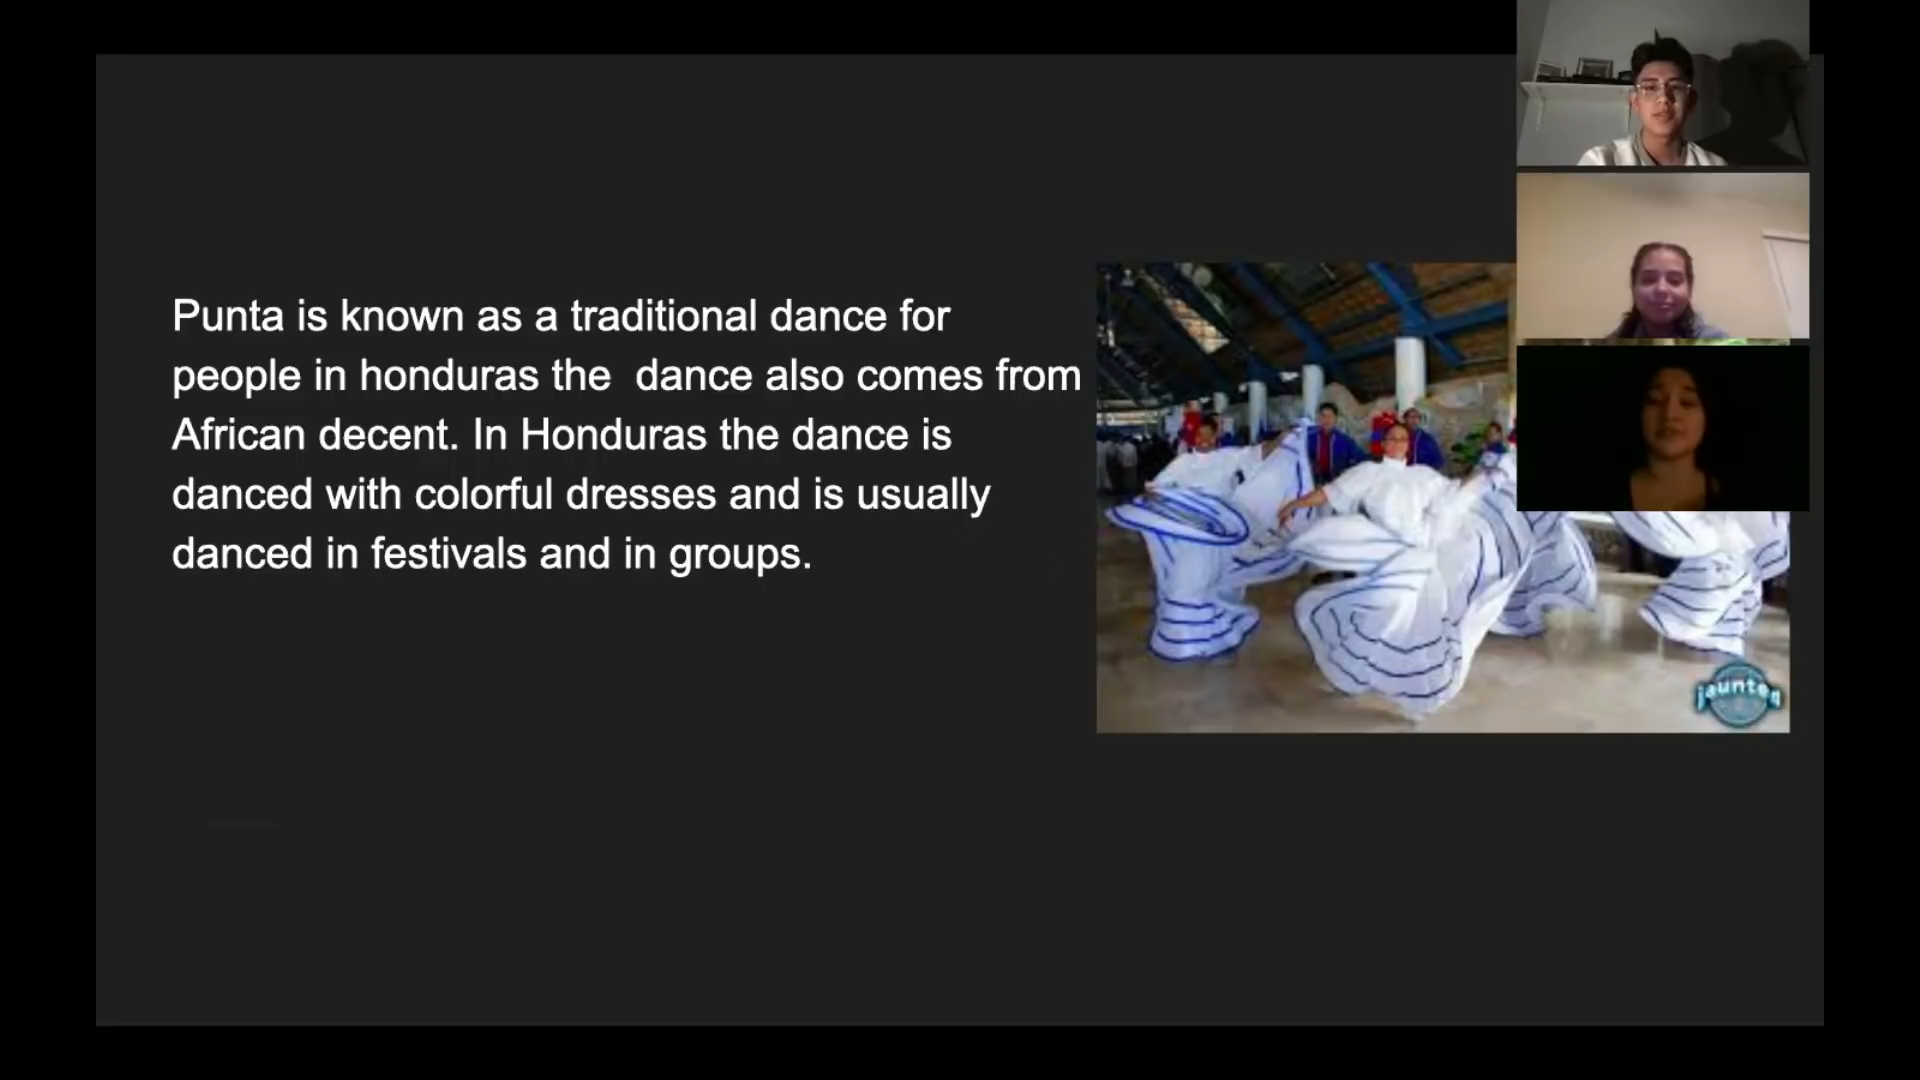 Punta is known as a traditional dance for
people in honduras the  dance also comes from
African decent. In Honduras the dance is
danced with colorful dresses and is usually
danced in festivals and in groups.
jaunted